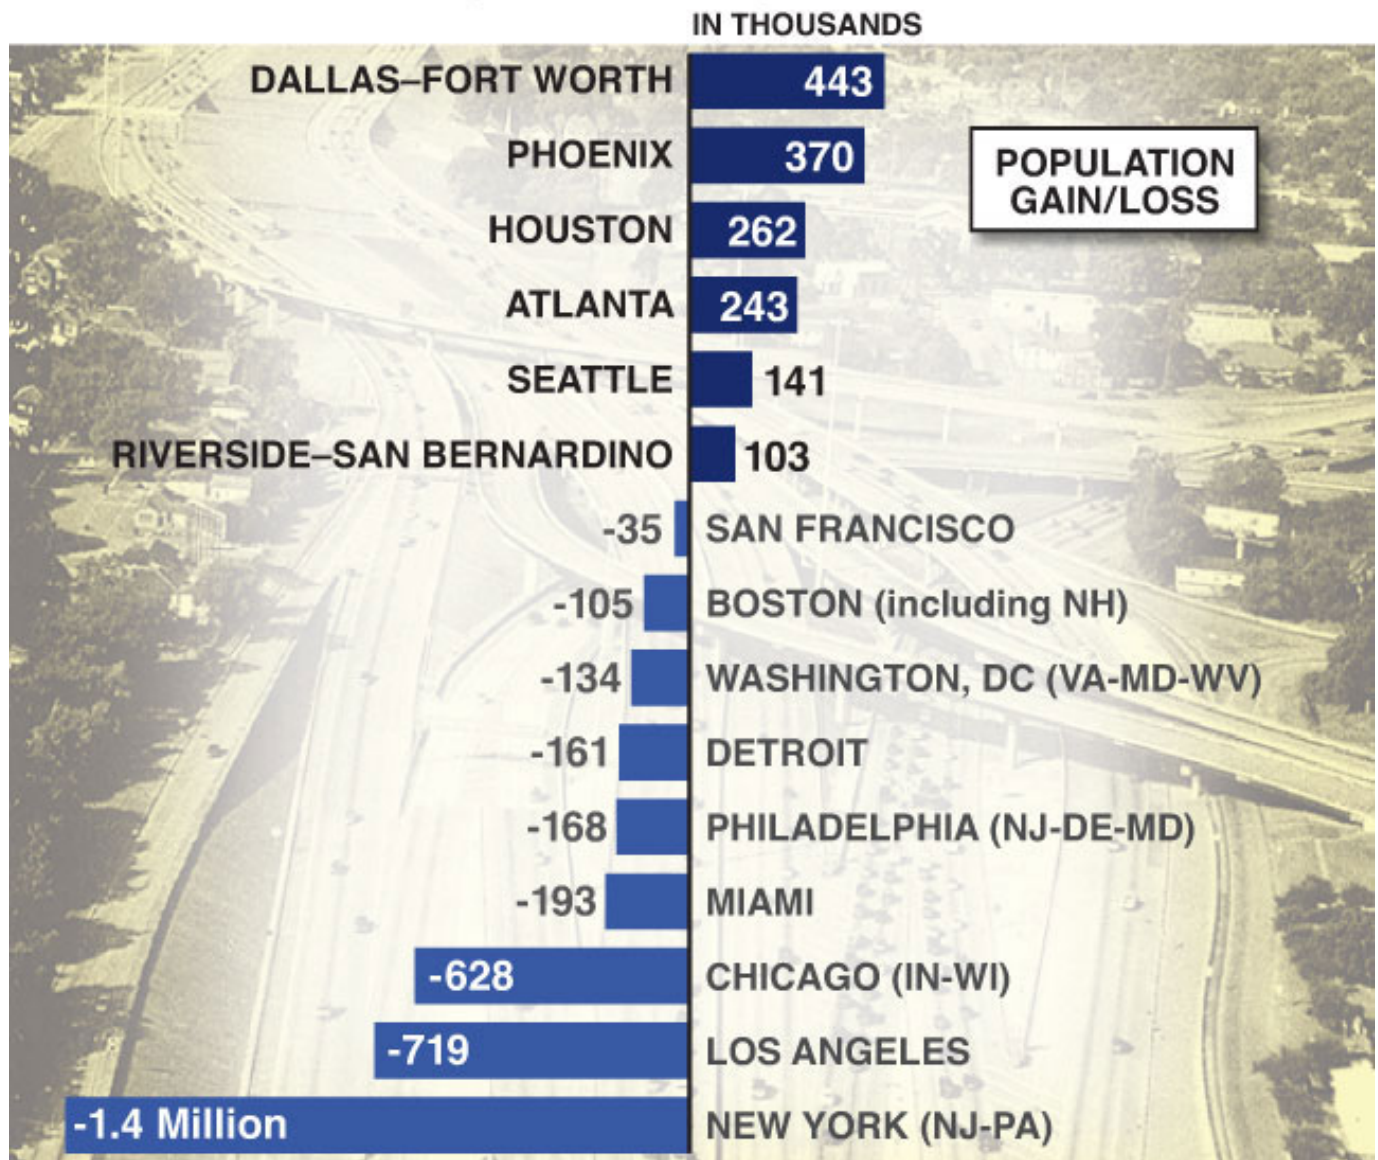 IN THOUSANDS
DALLAS–FORT WORTH 443
PHOENIX 370
POPULATION
GAIN/LOSS
HOUSTON 262
ATLANTA 243
SEATTLE 141
RIVERSIDE–SAN BERNARDINO 103
-35 SAN FRANCISCO
-105 BOSTON (including NH)
-134 WASHINGTON, DC (VA-MD-WV)
-161 DETROIT
-168 PHILADELPHIA (NJ-DE-MD)
-193 MIAMI
-628 CHICAGO (IN-WI)
-719 LOS ANGELES
-1.4 Million NEW YORK (NJ-PA)